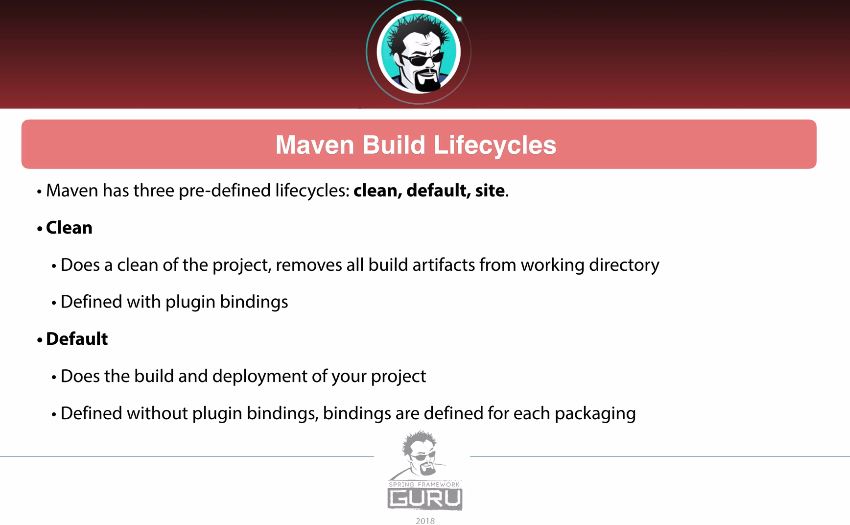 Maven Build Lifecycles
• Maven has three pre-defined lifecycles: clean, default, site.
• Clean
• Does a clean of the project, removes all build artifacts from working directory
• Defined with plugin bindings
• Default
• Does the build and deployment of your project
• Defined without plugin bindings, bindings are defined for each packaging
SPRING FRAMEWORK
GURU
2018